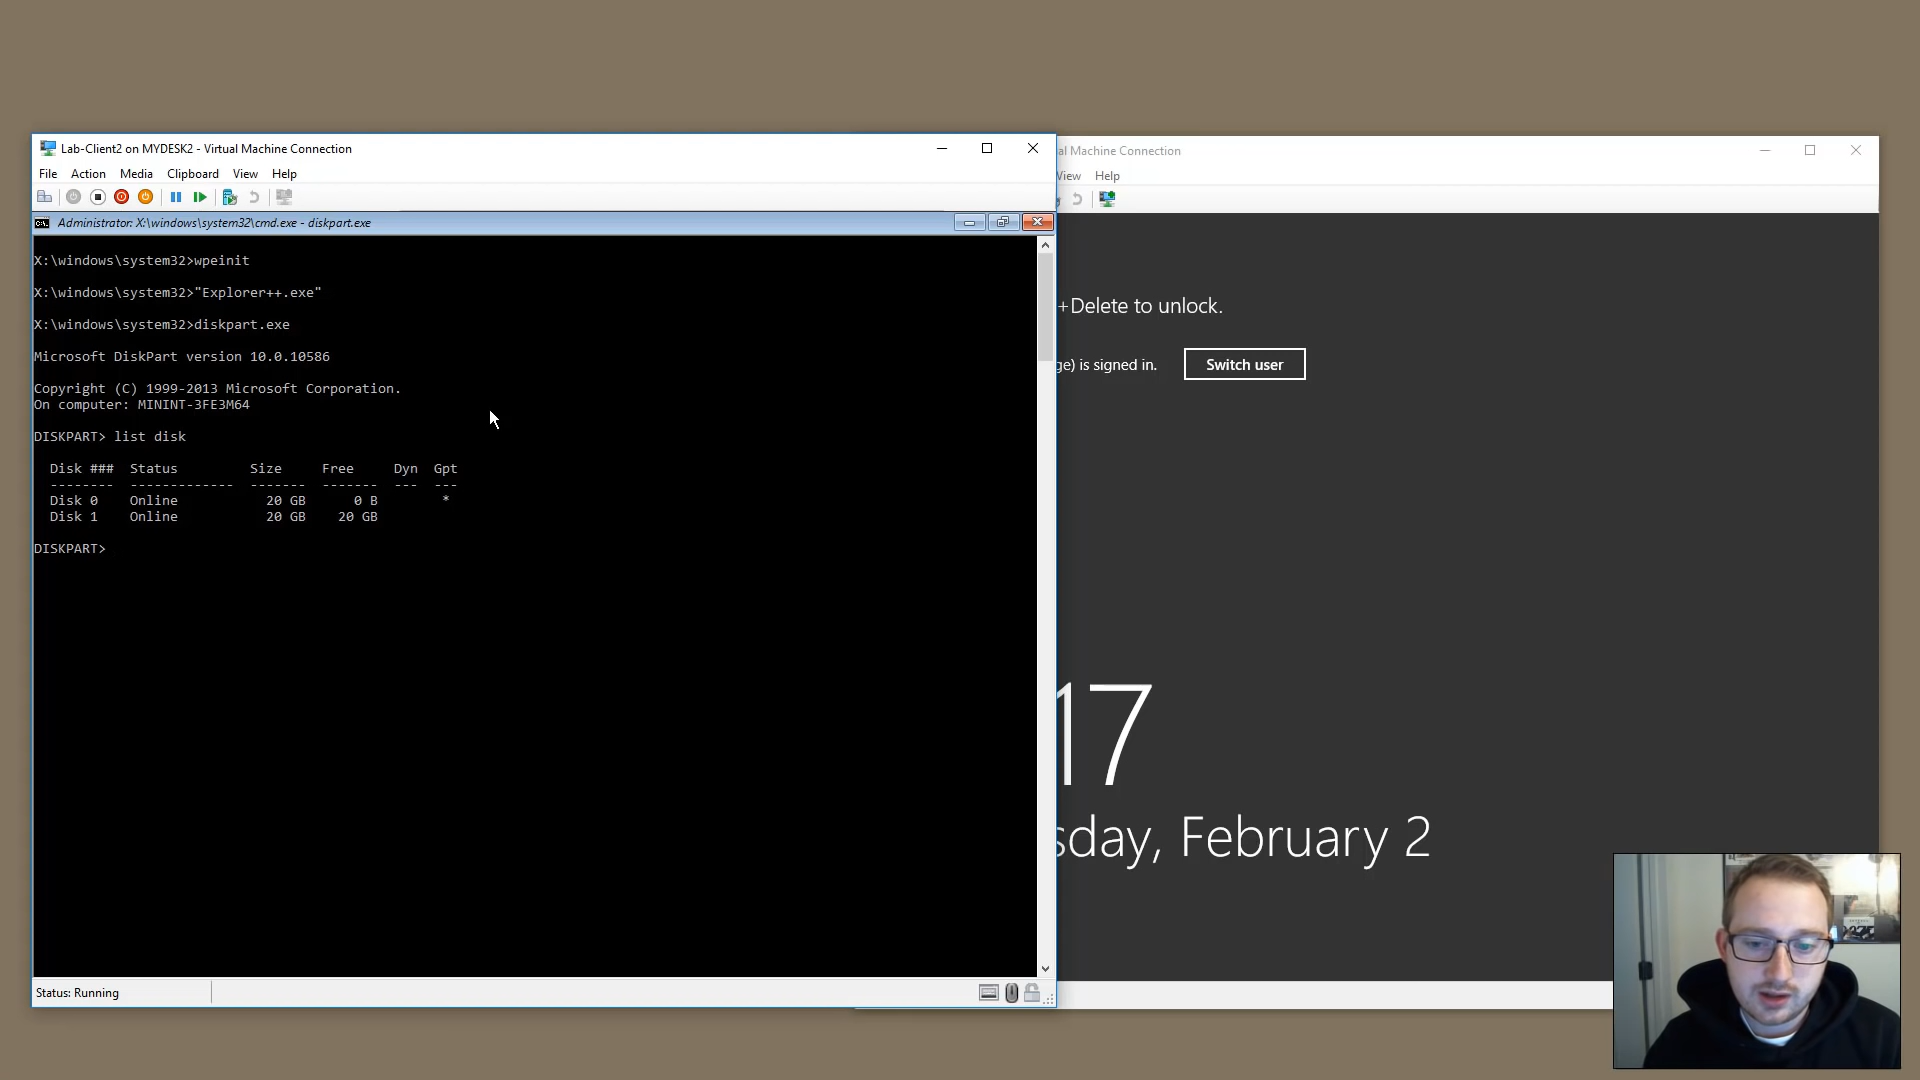 Lab-Client2 on MYDESK2 - Virtual Machine Connection
File Action Media Clipboard View Help
Administrator: X:\windows\system32\cmd.exe - diskpart.exe
X:\windows\system32>wpeinit
X:\windows\system32>"Explorer++.exe"
X:\windows\system32>diskpart.exe
Microsoft DiskPart version 10.0.10586
Copyright (C) 1999-2013 Microsoft Corporation.
On computer: MININT-3FE3M64
DISKPART> list disk
Disk ### Status Size Free Dyn Gpt
-------- ------------- ------- ------- --- ---
Disk 0 Online 20 GB 0 B *
Disk 1 Online 20 GB 20 GB
DISKPART>
Status: Running
al Machine Connection
View Help
+Delete to unlock.
ge) is signed in.
Switch user
17
sday, February 2